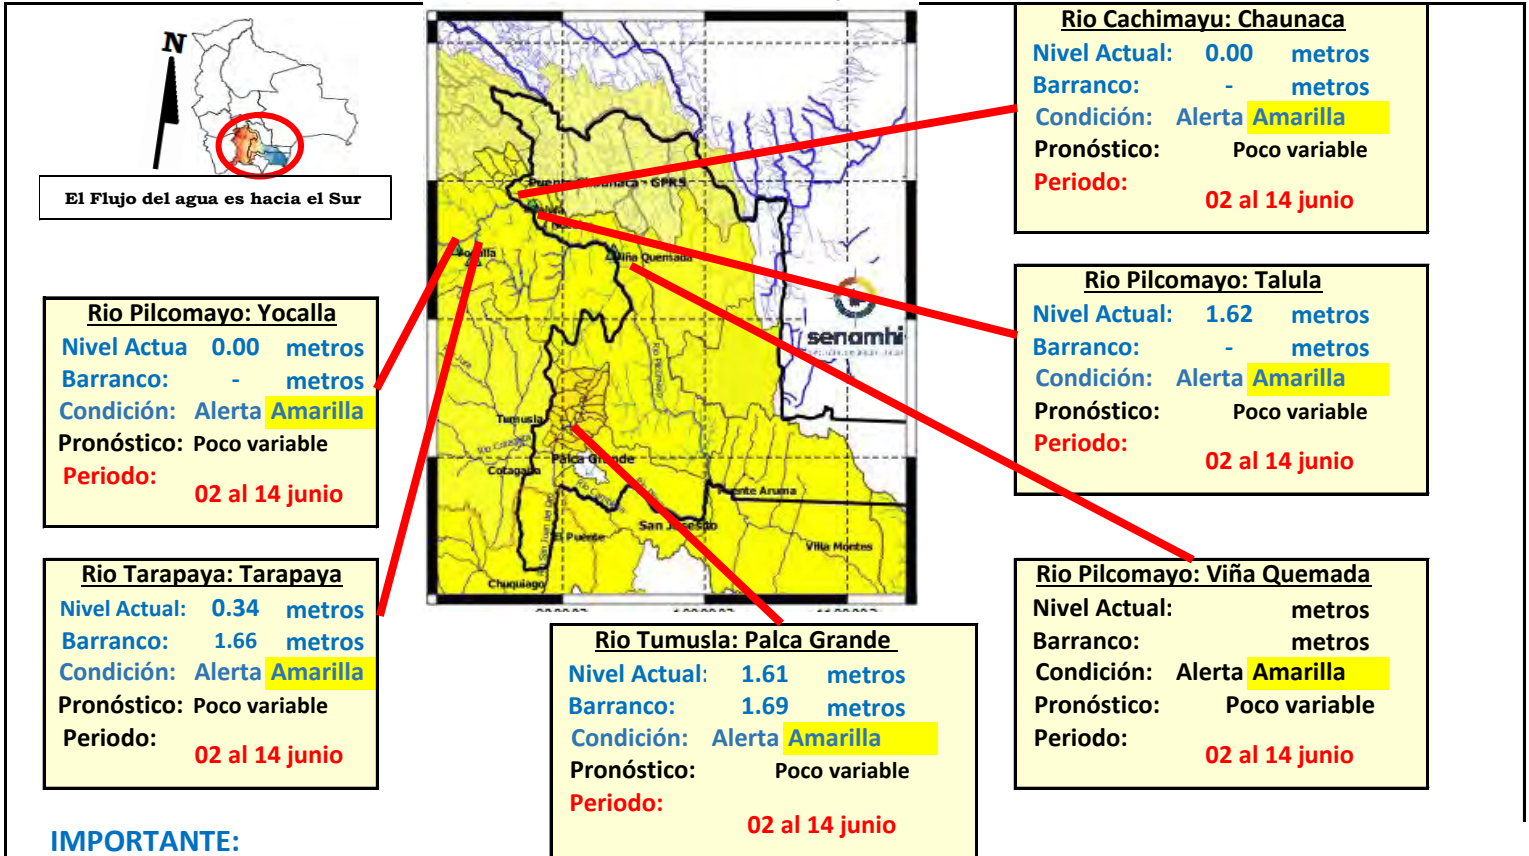 N
El Flujo del agua es hacia el Sur
Rio Pilcomayo: Yocalla
Nivel Actua 0.00 metros
Barranco: - metros
Condición: Alerta Amarilla
Pronóstico: Poco variable
Periodo:
02 al 14 junio
Rio Tarapaya: Tarapaya
Nivel Actual: 0.34 metros
Barranco: 1.66 metros
Condición: Alerta Amarilla
Pronóstico: Poco variable
Periodo:
02 al 14 junio
IMPORTANTE:
Puente Chaunaca - GPRS
Talula
Yocalla
Viña Quemada
senamhi
Tumusla
Palca Grande
Cotagaita
Puente Aruma
San Josesito
El Puente
Villa Montes
Chuquiago
Rio Tumusla: Palca Grande
Nivel Actual: 1.61 metros
Barranco: 1.69 metros
Condición: Alerta Amarilla
Pronóstico: Poco variable
Periodo:
02 al 14 junio
Rio Cachimayu: Chaunaca
Nivel Actual: 0.00 metros
Barranco: - metros
Condición: Alerta Amarilla
Pronóstico: Poco variable
Periodo:
02 al 14 junio
Rio Pilcomayo: Talula
Nivel Actual: 1.62 metros
Barranco: - metros
Condición: Alerta Amarilla
Pronóstico: Poco variable
Periodo:
02 al 14 junio
Rio Pilcomayo: Viña Quemada
Nivel Actual: metros
Barranco: metros
Condición: Alerta Amarilla
Pronóstico: Poco variable
Periodo:
02 al 14 junio